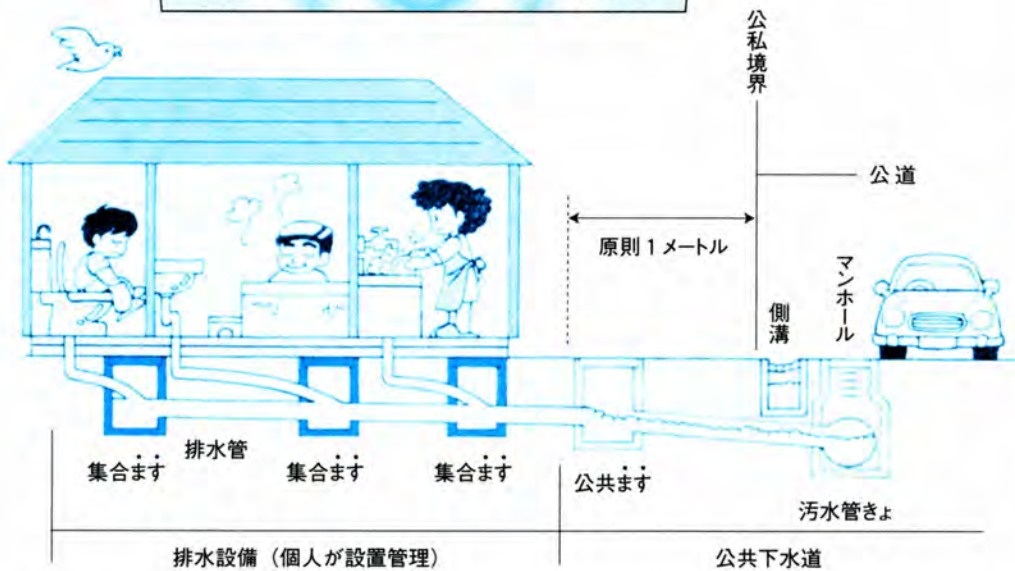 公私境界
公道
原則1メートル
マンホール
側溝
排水管
集合ます
集合ます
集合ます
公共ます
汚水管きょ
排水設備（個人が設置管理）
公共下水道